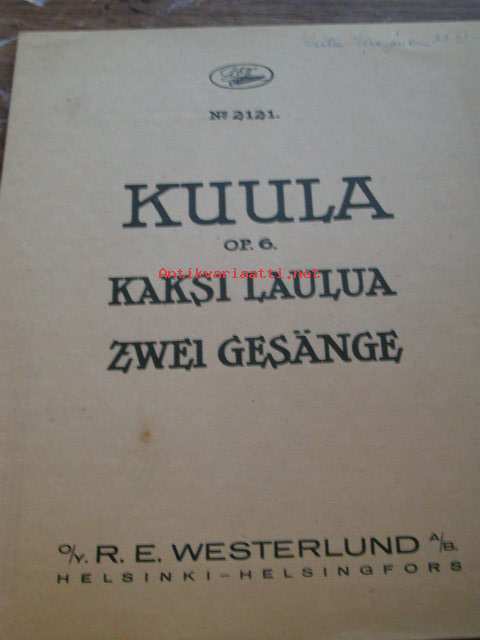 Nº 2121.
KUULA
OP. 6.
Antikvariaatti.net
KAKSI LAULUA
ZWEI GESÄNGE
O/Y. R. E. WESTERLUND A/B.
HELSINKI–HELSINGFORS